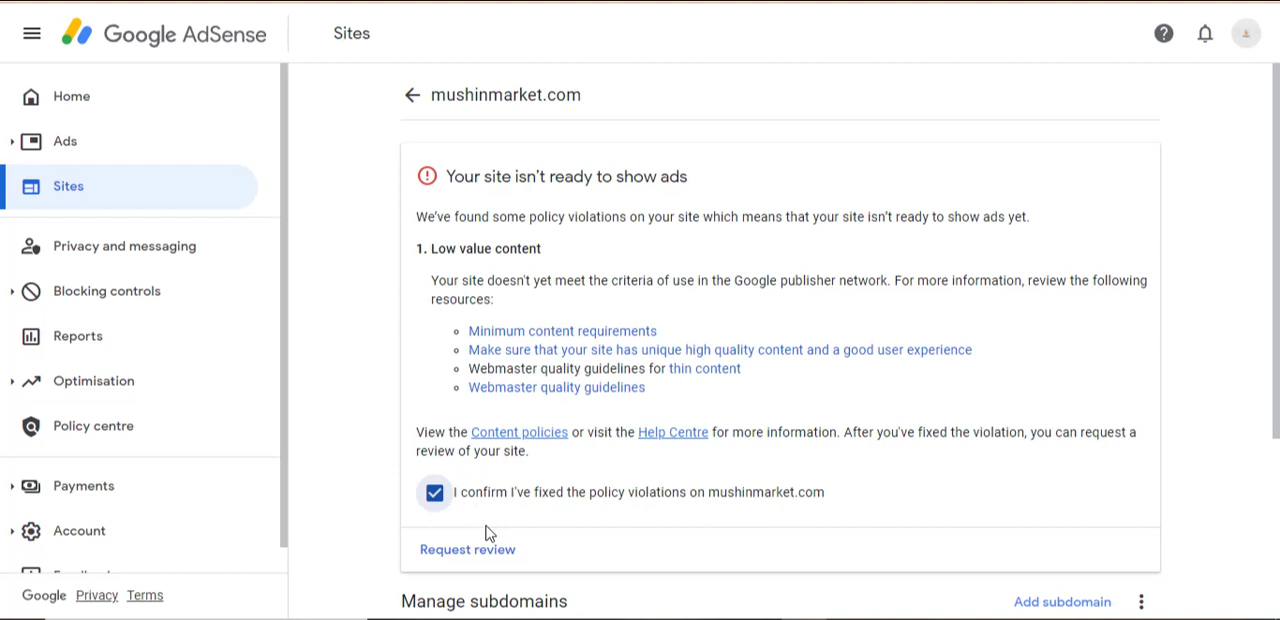 Google AdSense
Sites
Home
Ads
Sites
Privacy and messaging
Blocking controls
Reports
Optimisation
Policy centre
Payments
Account
Google Privacy Terms
mushinmarket.com
Your site isn't ready to show ads
We've found some policy violations on your site which means that your site isn't ready to show ads yet.
1. Low value content
Your site doesn't yet meet the criteria of use in the Google publisher network. For more information, review the following
resources:
Minimum content requirements
Make sure that your site has unique high quality content and a good user experience
Webmaster quality guidelines for thin content
Webmaster quality guidelines
View the Content policies or visit the Help Centre for more information. After you've fixed the violation, you can request a
review of your site.
I confirm I've fixed the policy violations on mushinmarket.com
Request review
Manage subdomains
Add subdomain